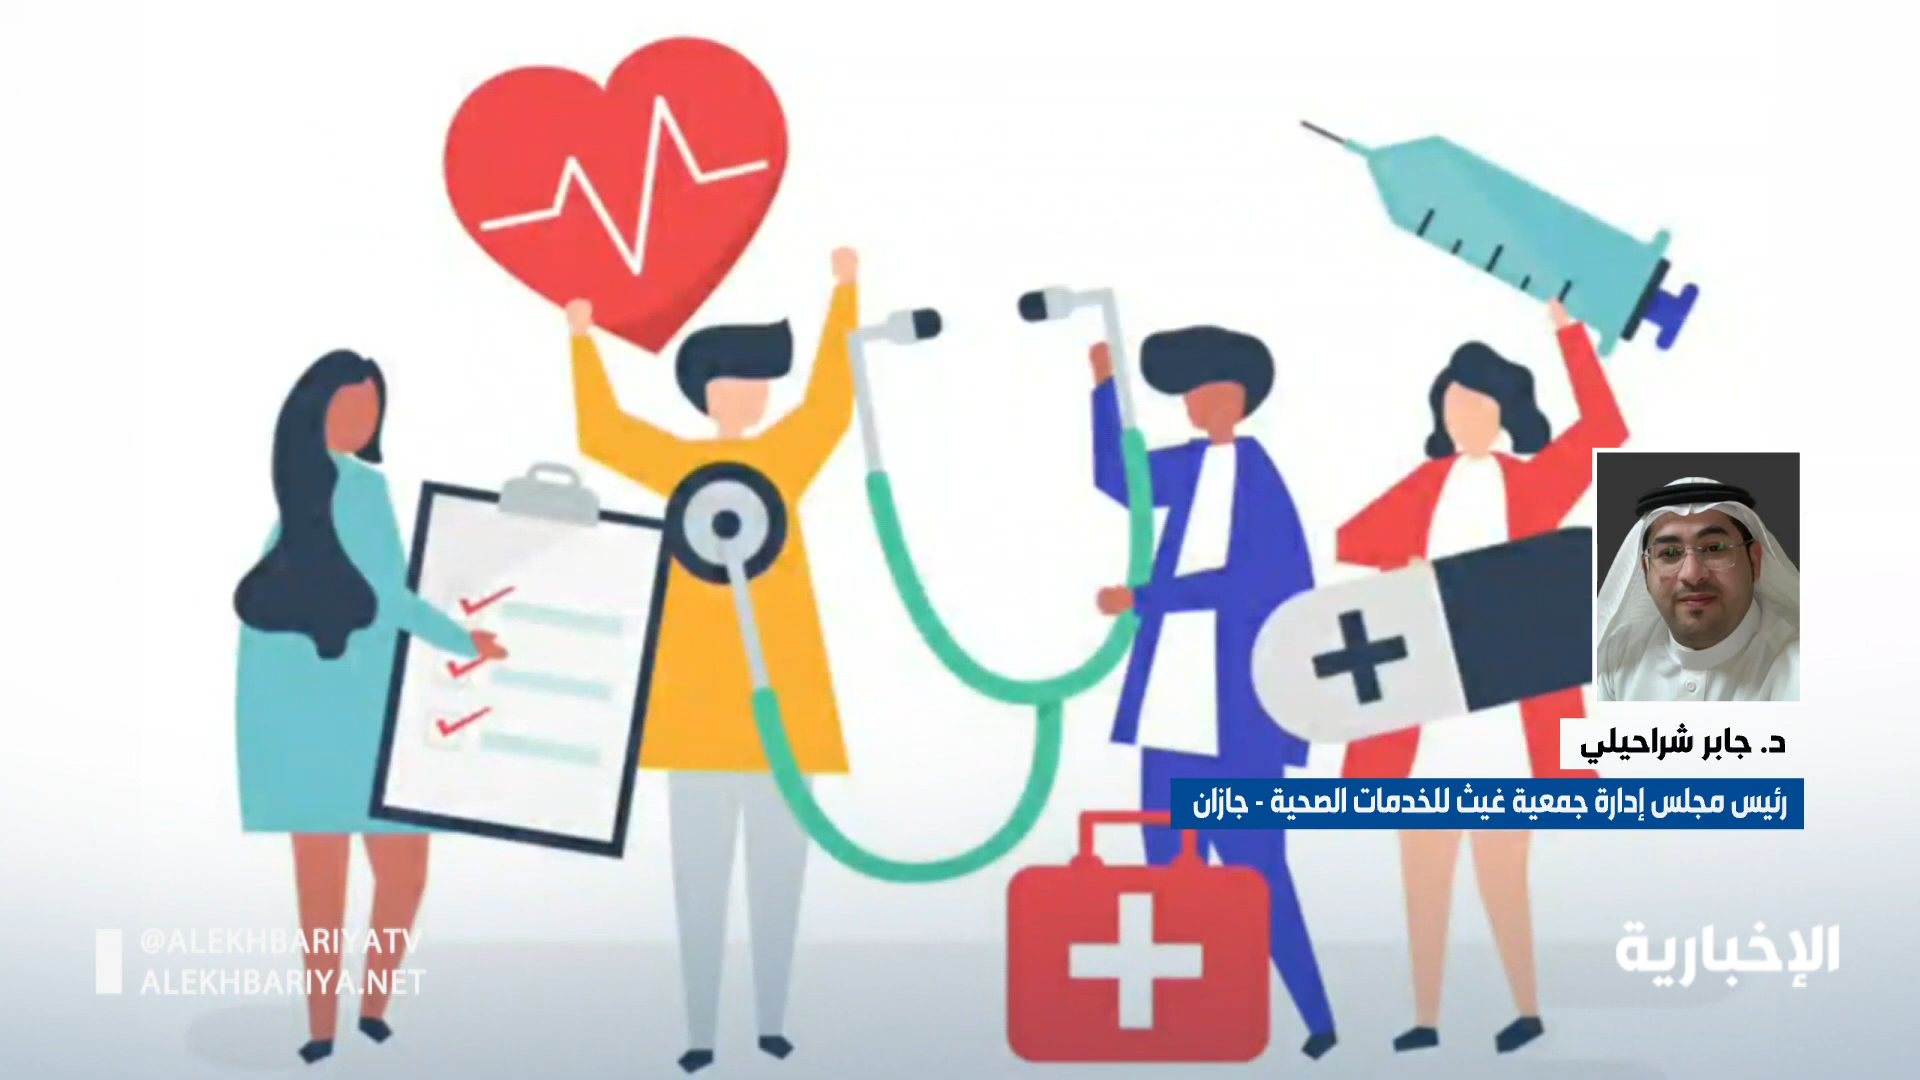 د. جابر شراحيلي
رئيس مجلس إدارة جمعية غيث للخدمات الصحية - جازان
@ALEKHBARIYATV
ALEKHBARIYA.NET
الإخبارية